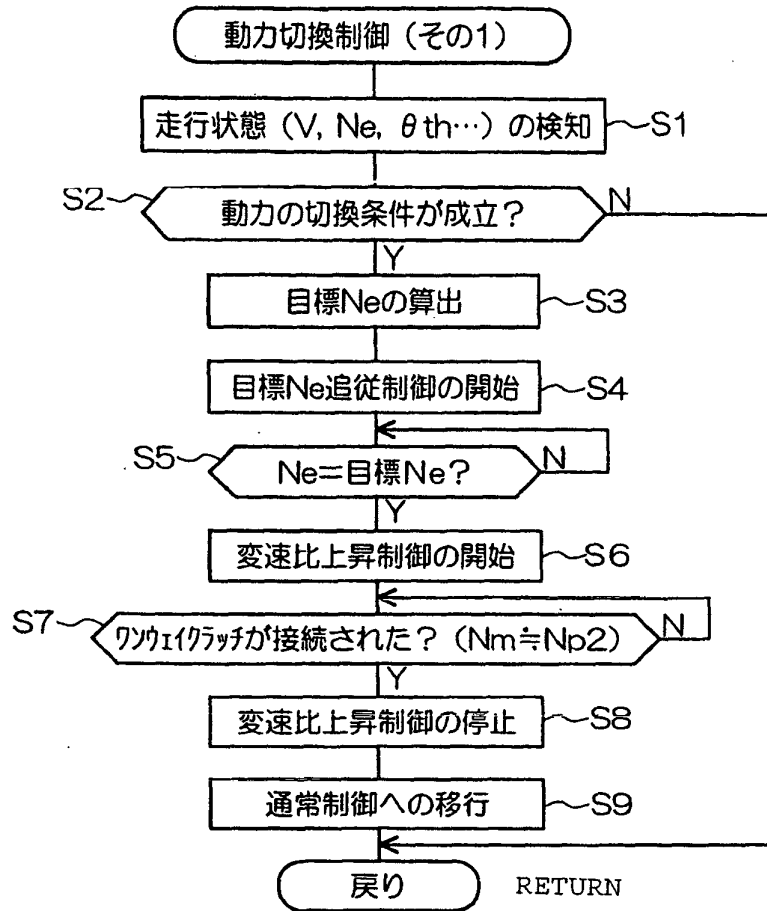 動力切換制御（その1）
走行状態（V, Ne, θth…）の検知 S1
S2 動力の切換条件が成立？ N
Y
目標Neの算出 S3
目標Ne追従制御の開始 S4
S5 Ne＝目標Ne？ N
Y
変速比上昇制御の開始 S6
S7 ﾜﾝｳｪｲｸﾗｯﾁが接続された？（Nm≒Np2） N
Y
変速比上昇制御の停止 S8
通常制御への移行 S9
戻り RETURN